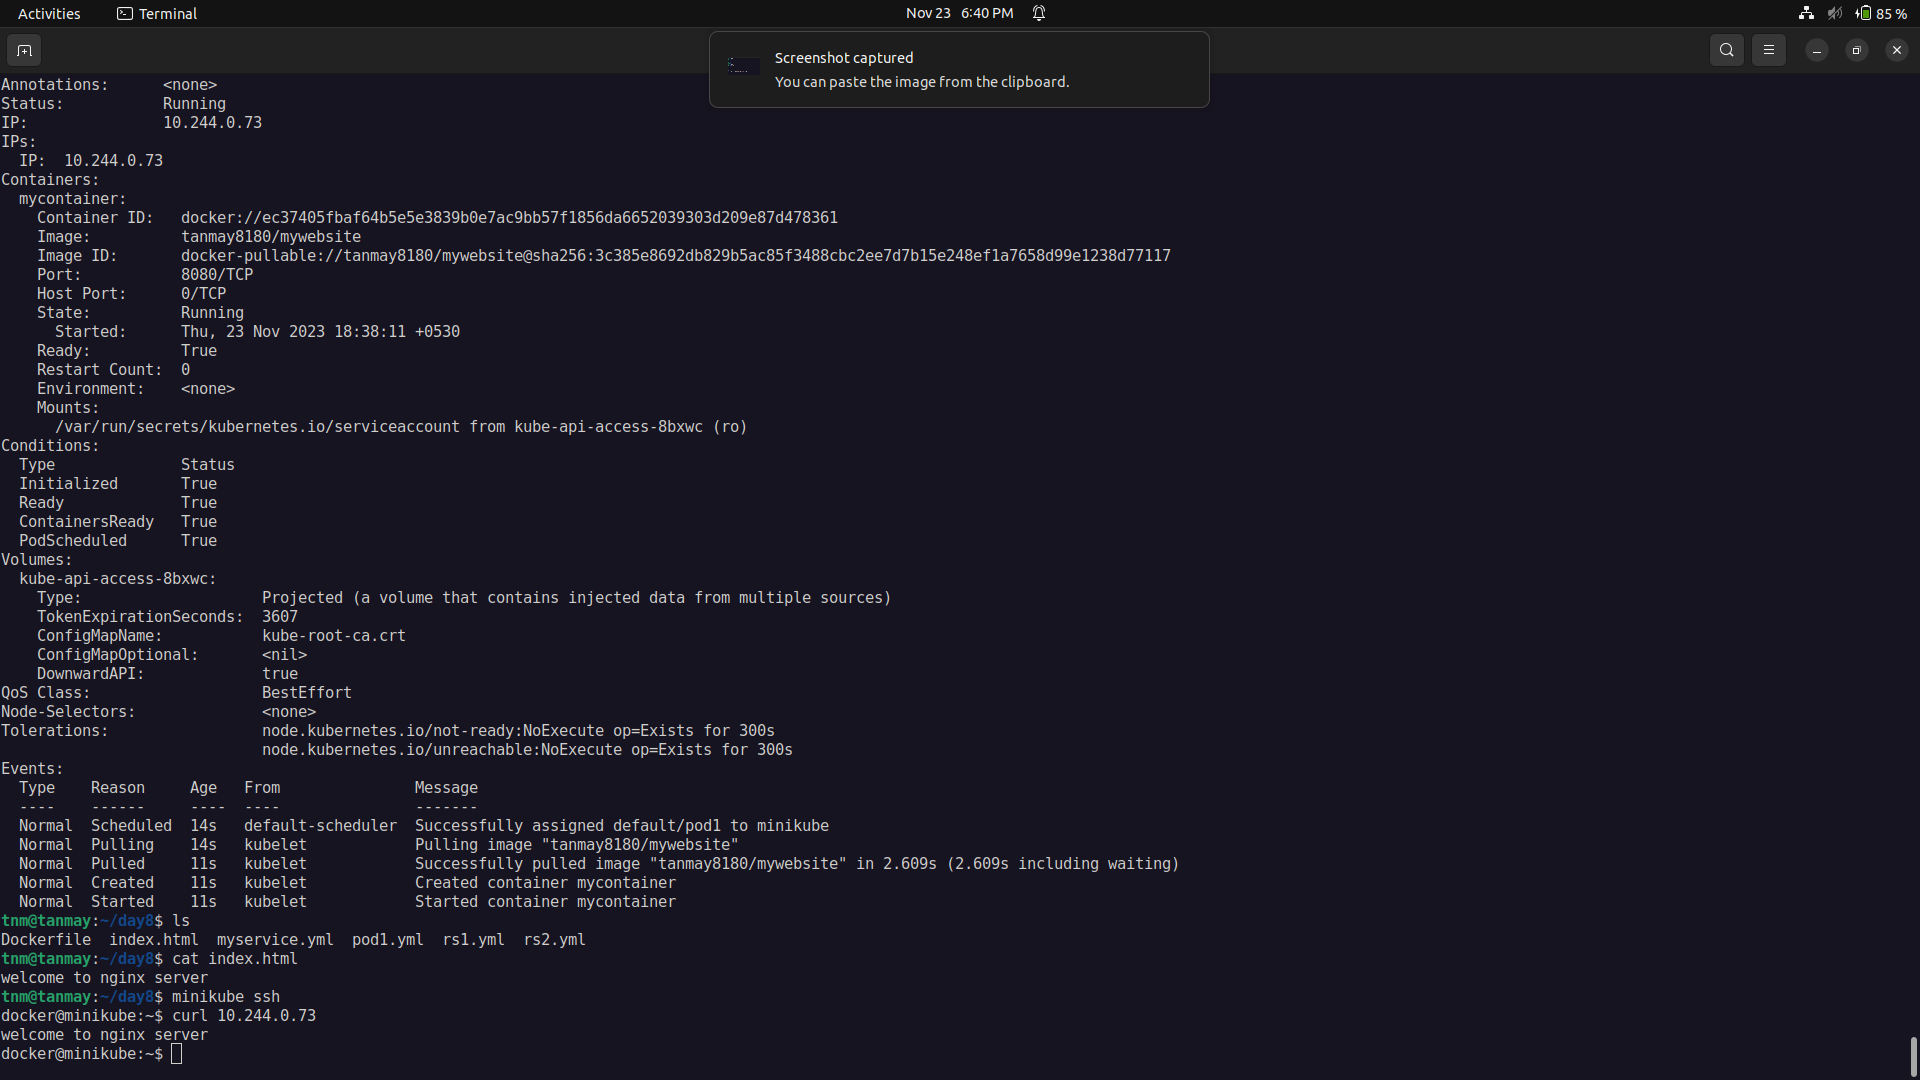 Activities Terminal Nov 23 6:40 PM 85 %
Screenshot captured
You can paste the image from the clipboard.
Annotations:      <none>
Status:           Running
IP:               10.244.0.73
IPs:
  IP:  10.244.0.73
Containers:
  mycontainer:
    Container ID:   docker://ec37405fbaf64b5e5e3839b0e7ac9bb57f1856da6652039303d209e87d478361
    Image:          tanmay8180/mywebsite
    Image ID:       docker-pullable://tanmay8180/mywebsite@sha256:3c385e8692db829b5ac85f3488cbc2ee7d7b15e248ef1a7658d99e1238d77117
    Port:           8080/TCP
    Host Port:      0/TCP
    State:          Running
      Started:      Thu, 23 Nov 2023 18:38:11 +0530
    Ready:          True
    Restart Count:  0
    Environment:    <none>
    Mounts:
      /var/run/secrets/kubernetes.io/serviceaccount from kube-api-access-8bxwc (ro)
Conditions:
  Type              Status
  Initialized       True
  Ready             True
  ContainersReady   True
  PodScheduled      True
Volumes:
  kube-api-access-8bxwc:
    Type:                    Projected (a volume that contains injected data from multiple sources)
    TokenExpirationSeconds:  3607
    ConfigMapName:           kube-root-ca.crt
    ConfigMapOptional:       <nil>
    DownwardAPI:             true
QoS Class:                   BestEffort
Node-Selectors:              <none>
Tolerations:                 node.kubernetes.io/not-ready:NoExecute op=Exists for 300s
                             node.kubernetes.io/unreachable:NoExecute op=Exists for 300s
Events:
  Type    Reason     Age   From               Message
  ----    ------     ----  ----               -------
  Normal  Scheduled  14s   default-scheduler  Successfully assigned default/pod1 to minikube
  Normal  Pulling    14s   kubelet            Pulling image "tanmay8180/mywebsite"
  Normal  Pulled     11s   kubelet            Successfully pulled image "tanmay8180/mywebsite" in 2.609s (2.609s including waiting)
  Normal  Created    11s   kubelet            Created container mycontainer
  Normal  Started    11s   kubelet            Started container mycontainer
tnm@tanmay:~/day8$ ls
Dockerfile  index.html  myservice.yml  pod1.yml  rs1.yml  rs2.yml
tnm@tanmay:~/day8$ cat index.html
welcome to nginx server
tnm@tanmay:~/day8$ minikube ssh
docker@minikube:~$ curl 10.244.0.73
welcome to nginx server
docker@minikube:~$